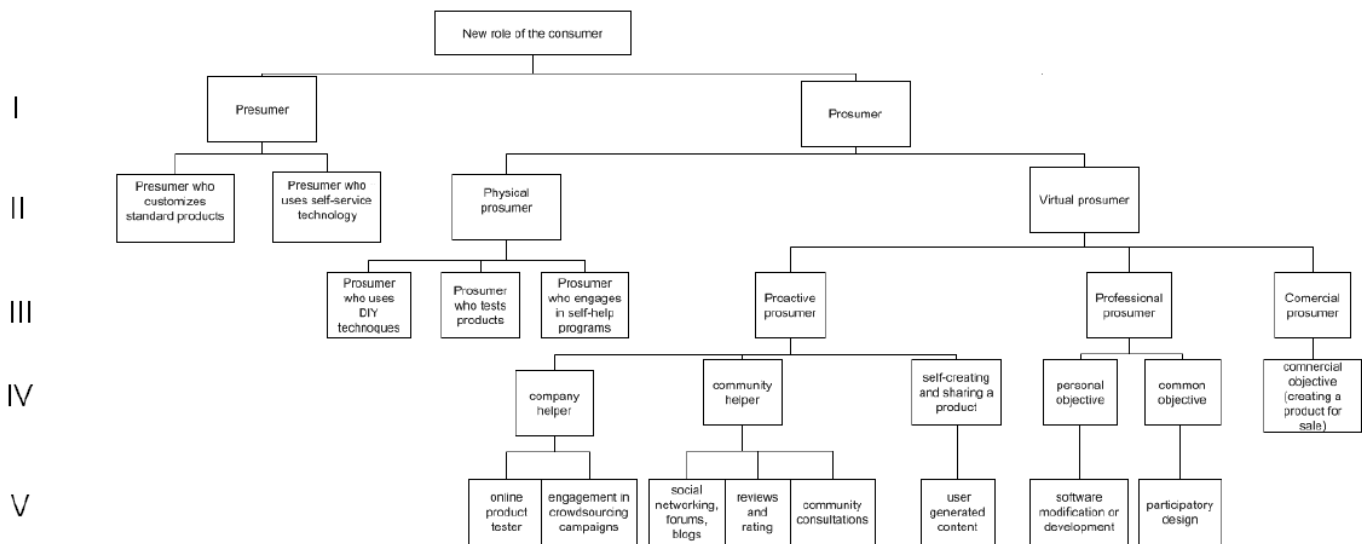 New role of the consumer
I
Presumer
Prosumer
II
Presumer who
customizes
standard products
Presumer who
uses self-service
technology
Physical
prosumer
Virtual prosumer
III
Prosumer
who uses
DIY
technoques
Prosumer
who tests
products
Prosumer
who engages
in self-help
programs
Proactive
prosumer
Professional
prosumer
Comercial
prosumer
IV
company
helper
community
helper
self-creating
and sharing a
product
personal
objective
common
objective
commercial
objective
(creating a
product for
sale)
V
online
product
tester
engagement in
crowdsourcing
campaigns
social
networking,
forums,
blogs
reviews
and
rating
community
consultations
user
generated
content
software
modification or
development
participatory
design